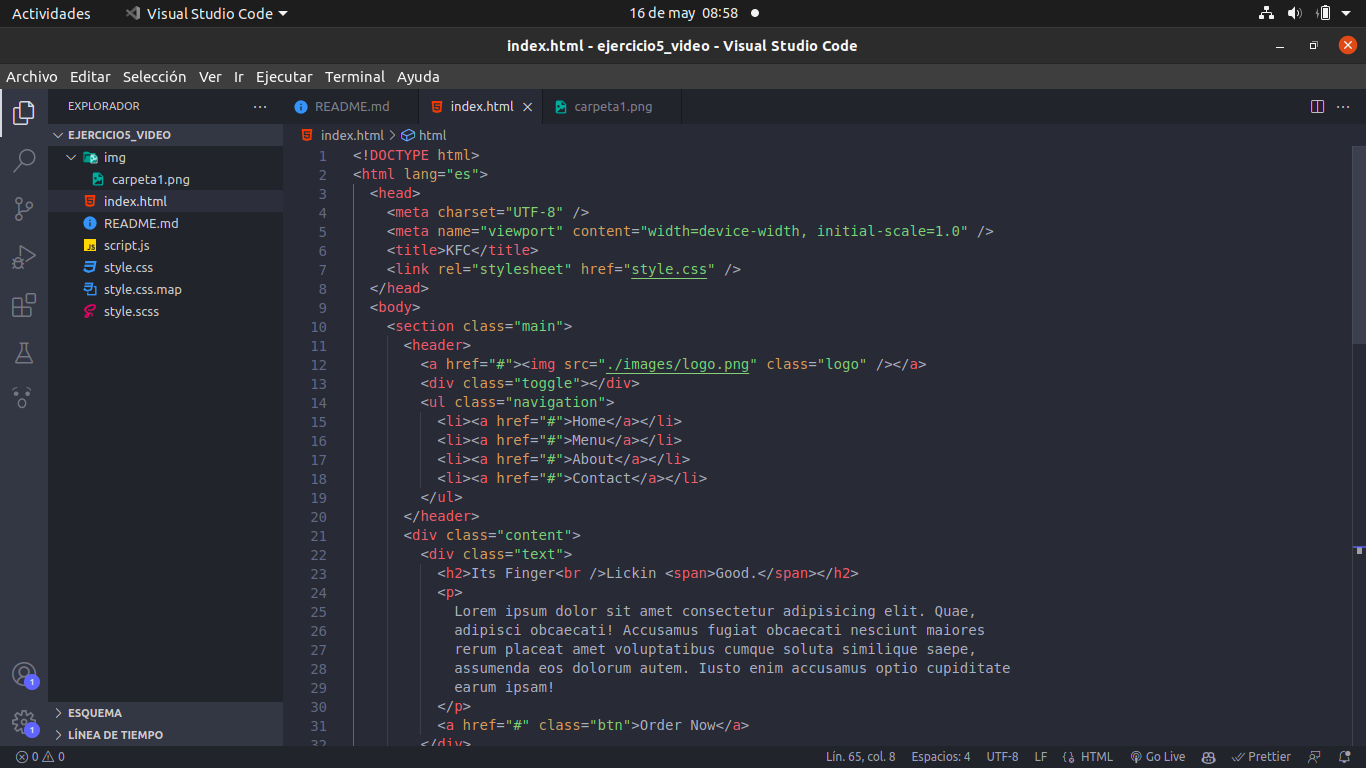 Actividades
Visual Studio Code
16 de may 08:58
index.html - ejercicio5_video - Visual Studio Code
Archivo Editar Selección Ver Ir Ejecutar Terminal Ayuda
EXPLORADOR
EJERCICIO5_VIDEO
img
carpeta1.png
index.html
README.md
script.js
style.css
style.css.map
style.scss
ESQUEMA
LÍNEA DE TIEMPO
1
1
README.md
index.html
carpeta1.png
index.html > html
1 <!DOCTYPE html>
2 <html lang="es">
3 <head>
4 <meta charset="UTF-8" />
5 <meta name="viewport" content="width=device-width, initial-scale=1.0" />
6 <title>KFC</title>
7 <link rel="stylesheet" href="style.css" />
8 </head>
9 <body>
10 <section class="main">
11 <header>
12 <a href="#"><img src="./images/logo.png" class="logo" /></a>
13 <div class="toggle"></div>
14 <ul class="navigation">
15 <li><a href="#">Home</a></li>
16 <li><a href="#">Menu</a></li>
17 <li><a href="#">About</a></li>
18 <li><a href="#">Contact</a></li>
19 </ul>
20 </header>
21 <div class="content">
22 <div class="text">
23 <h2>Its Finger<br />Lickin <span>Good.</span></h2>
24 <p>
25 Lorem ipsum dolor sit amet consectetur adipisicing elit. Quae,
26 adipisci obcaecati! Accusamus fugiat obcaecati nesciunt maiores
27 rerum placeat amet voluptatibus cumque soluta similique saepe,
28 assumenda eos dolorum autem. Iusto enim accusamus optio cupiditate
29 earum ipsam!
30 </p>
31 <a href="#" class="btn">Order Now</a>
32 </div>
0 0
Lín. 65, col. 8 Espacios: 4 UTF-8 LF HTML Go Live Prettier